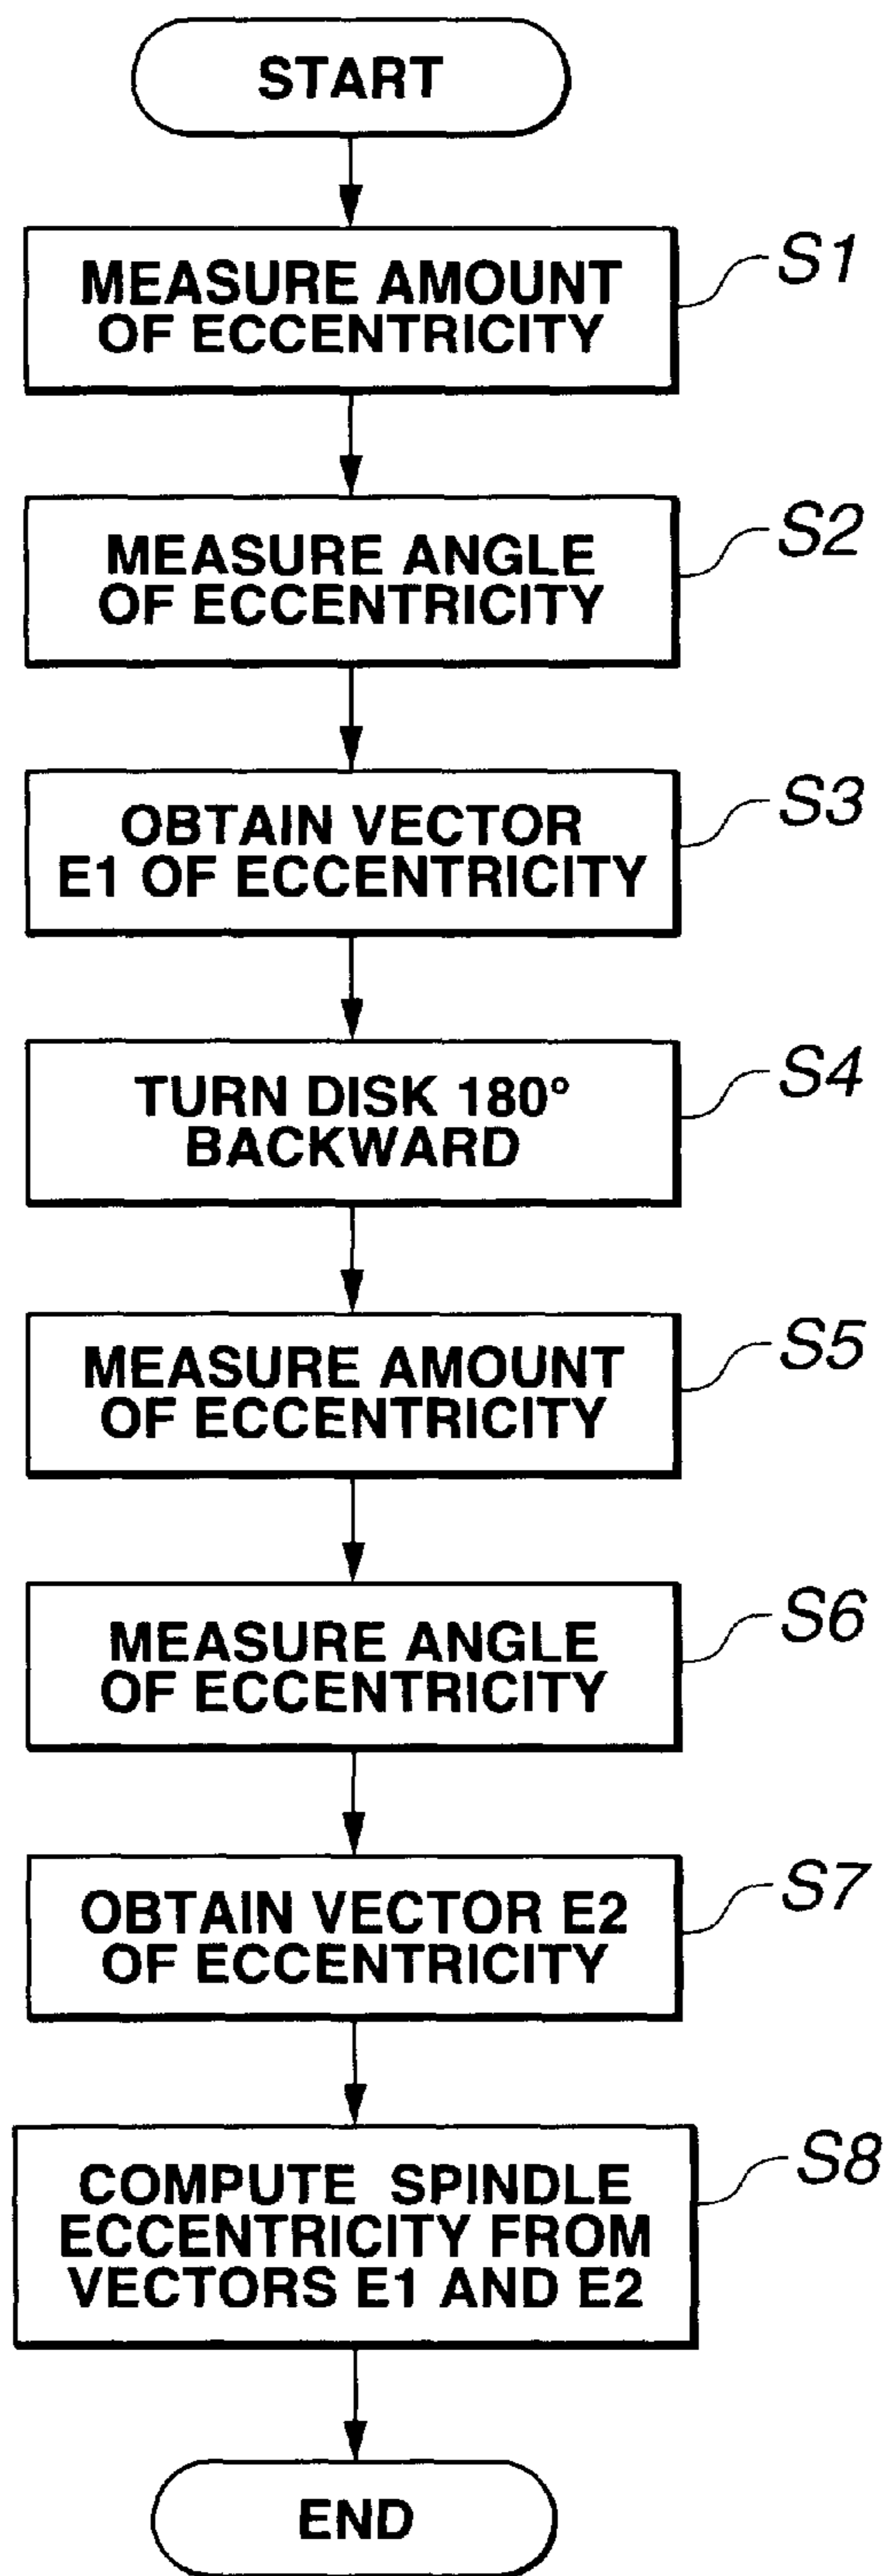 START
MEASURE AMOUNT
OF ECCENTRICITY
S1
MEASURE ANGLE
OF ECCENTRICITY
S2
OBTAIN VECTOR
E1 OF ECCENTRICITY
S3
TURN DISK 180°
BACKWARD
S4
MEASURE AMOUNT
OF ECCENTRICITY
S5
MEASURE ANGLE
OF ECCENTRICITY
S6
OBTAIN VECTOR E2
OF ECCENTRICITY
S7
COMPUTE SPINDLE
ECCENTRICITY FROM
VECTORS E1 AND E2
S8
END